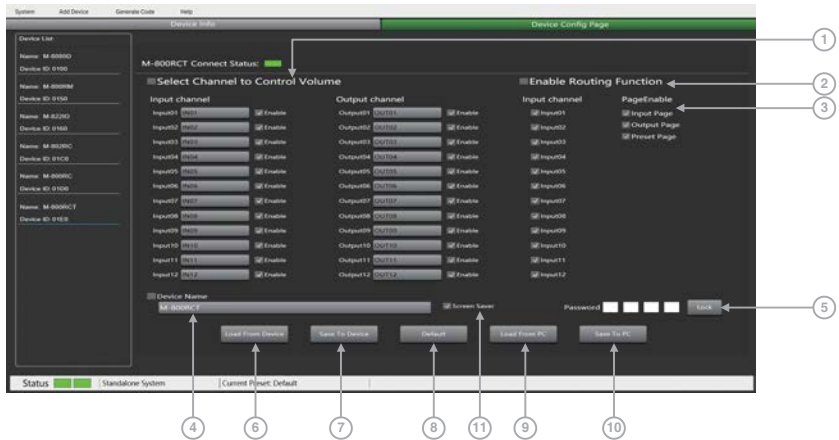 System Add Device Generate Code Help
Device Info Device Config Page
Device List
Name: M-8080D
Device ID: 0100
Name: M-800RM
Device ID: 0150
Name: M-822IO
Device ID: 0160
Name: M-802RC
Device ID: 01C0
Name: M-800RC
Device ID: 01D0
Name: M-800RCT
Device ID: 01E0
M-800RCT Connect Status:
Select Channel to Control Volume Enable Routing Function
Input channel Output channel Input channel PageEnable
Input01 IN01 Enable Output01 OUT01 Enable Input01 Input Page
Input02 IN02 Enable Output02 OUT02 Enable Input02 Output Page
Input03 IN03 Enable Output03 OUT03 Enable Input03 Preset Page
Input04 IN04 Enable Output04 OUT04 Enable Input04
Input05 IN05 Enable Output05 OUT05 Enable Input05
Input06 IN06 Enable Output06 OUT06 Enable Input06
Input07 IN07 Enable Output07 OUT07 Enable Input07
Input08 IN08 Enable Output08 OUT08 Enable Input08
Input09 IN09 Enable Output09 OUT09 Enable Input09
Input10 IN10 Enable Output10 OUT10 Enable Input10
Input11 IN11 Enable Output11 OUT11 Enable Input11
Input12 IN12 Enable Output12 OUT12 Enable Input12
Device Name
M-800RCT Screen Saver Password Lock
Load From Device Save To Device Default Load From PC Save To PC
Status Standalone System Current Preset: Default
1
2
3
5
4 6 7 8 11 9 10